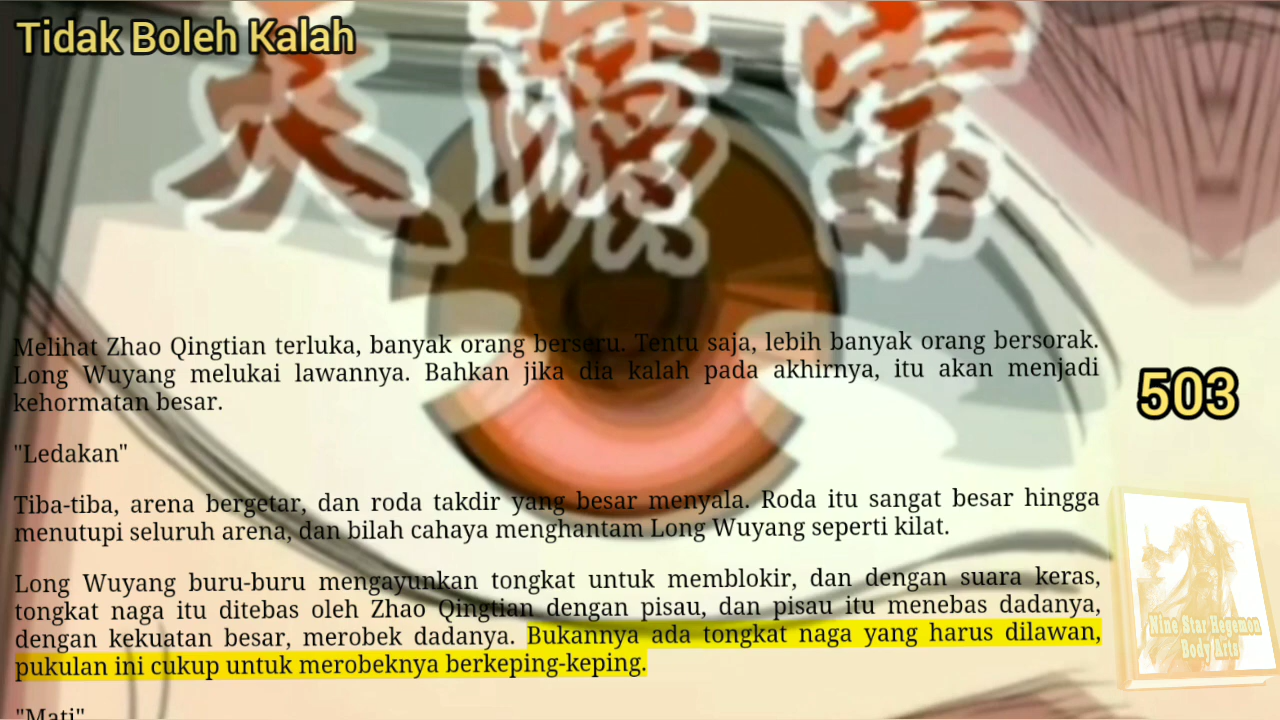 Tidak Boleh Kalah
天 宗
Melihat Zhao Qingtian terluka, banyak orang berseru. Tentu saja, lebih banyak orang bersorak.
Long Wuyang melukai lawannya. Bahkan jika dia kalah pada akhirnya, itu akan menjadi
kehormatan besar.
503
"Ledakan"
Tiba-tiba, arena bergetar, dan roda takdir yang besar menyala. Roda itu sangat besar hingga
menutupi seluruh arena, dan bilah cahaya menghantam Long Wuyang seperti kilat.
Long Wuyang buru-buru mengayunkan tongkat untuk memblokir, dan dengan suara keras,
tongkat naga itu ditebas oleh Zhao Qingtian dengan pisau, dan pisau itu menebas dadanya,
dengan kekuatan besar, merobek dadanya. Bukannya ada tongkat naga yang harus dilawan,
pukulan ini cukup untuk merobeknya berkeping-keping.
Nine Star Hegemon
Body Arts
"Mati"